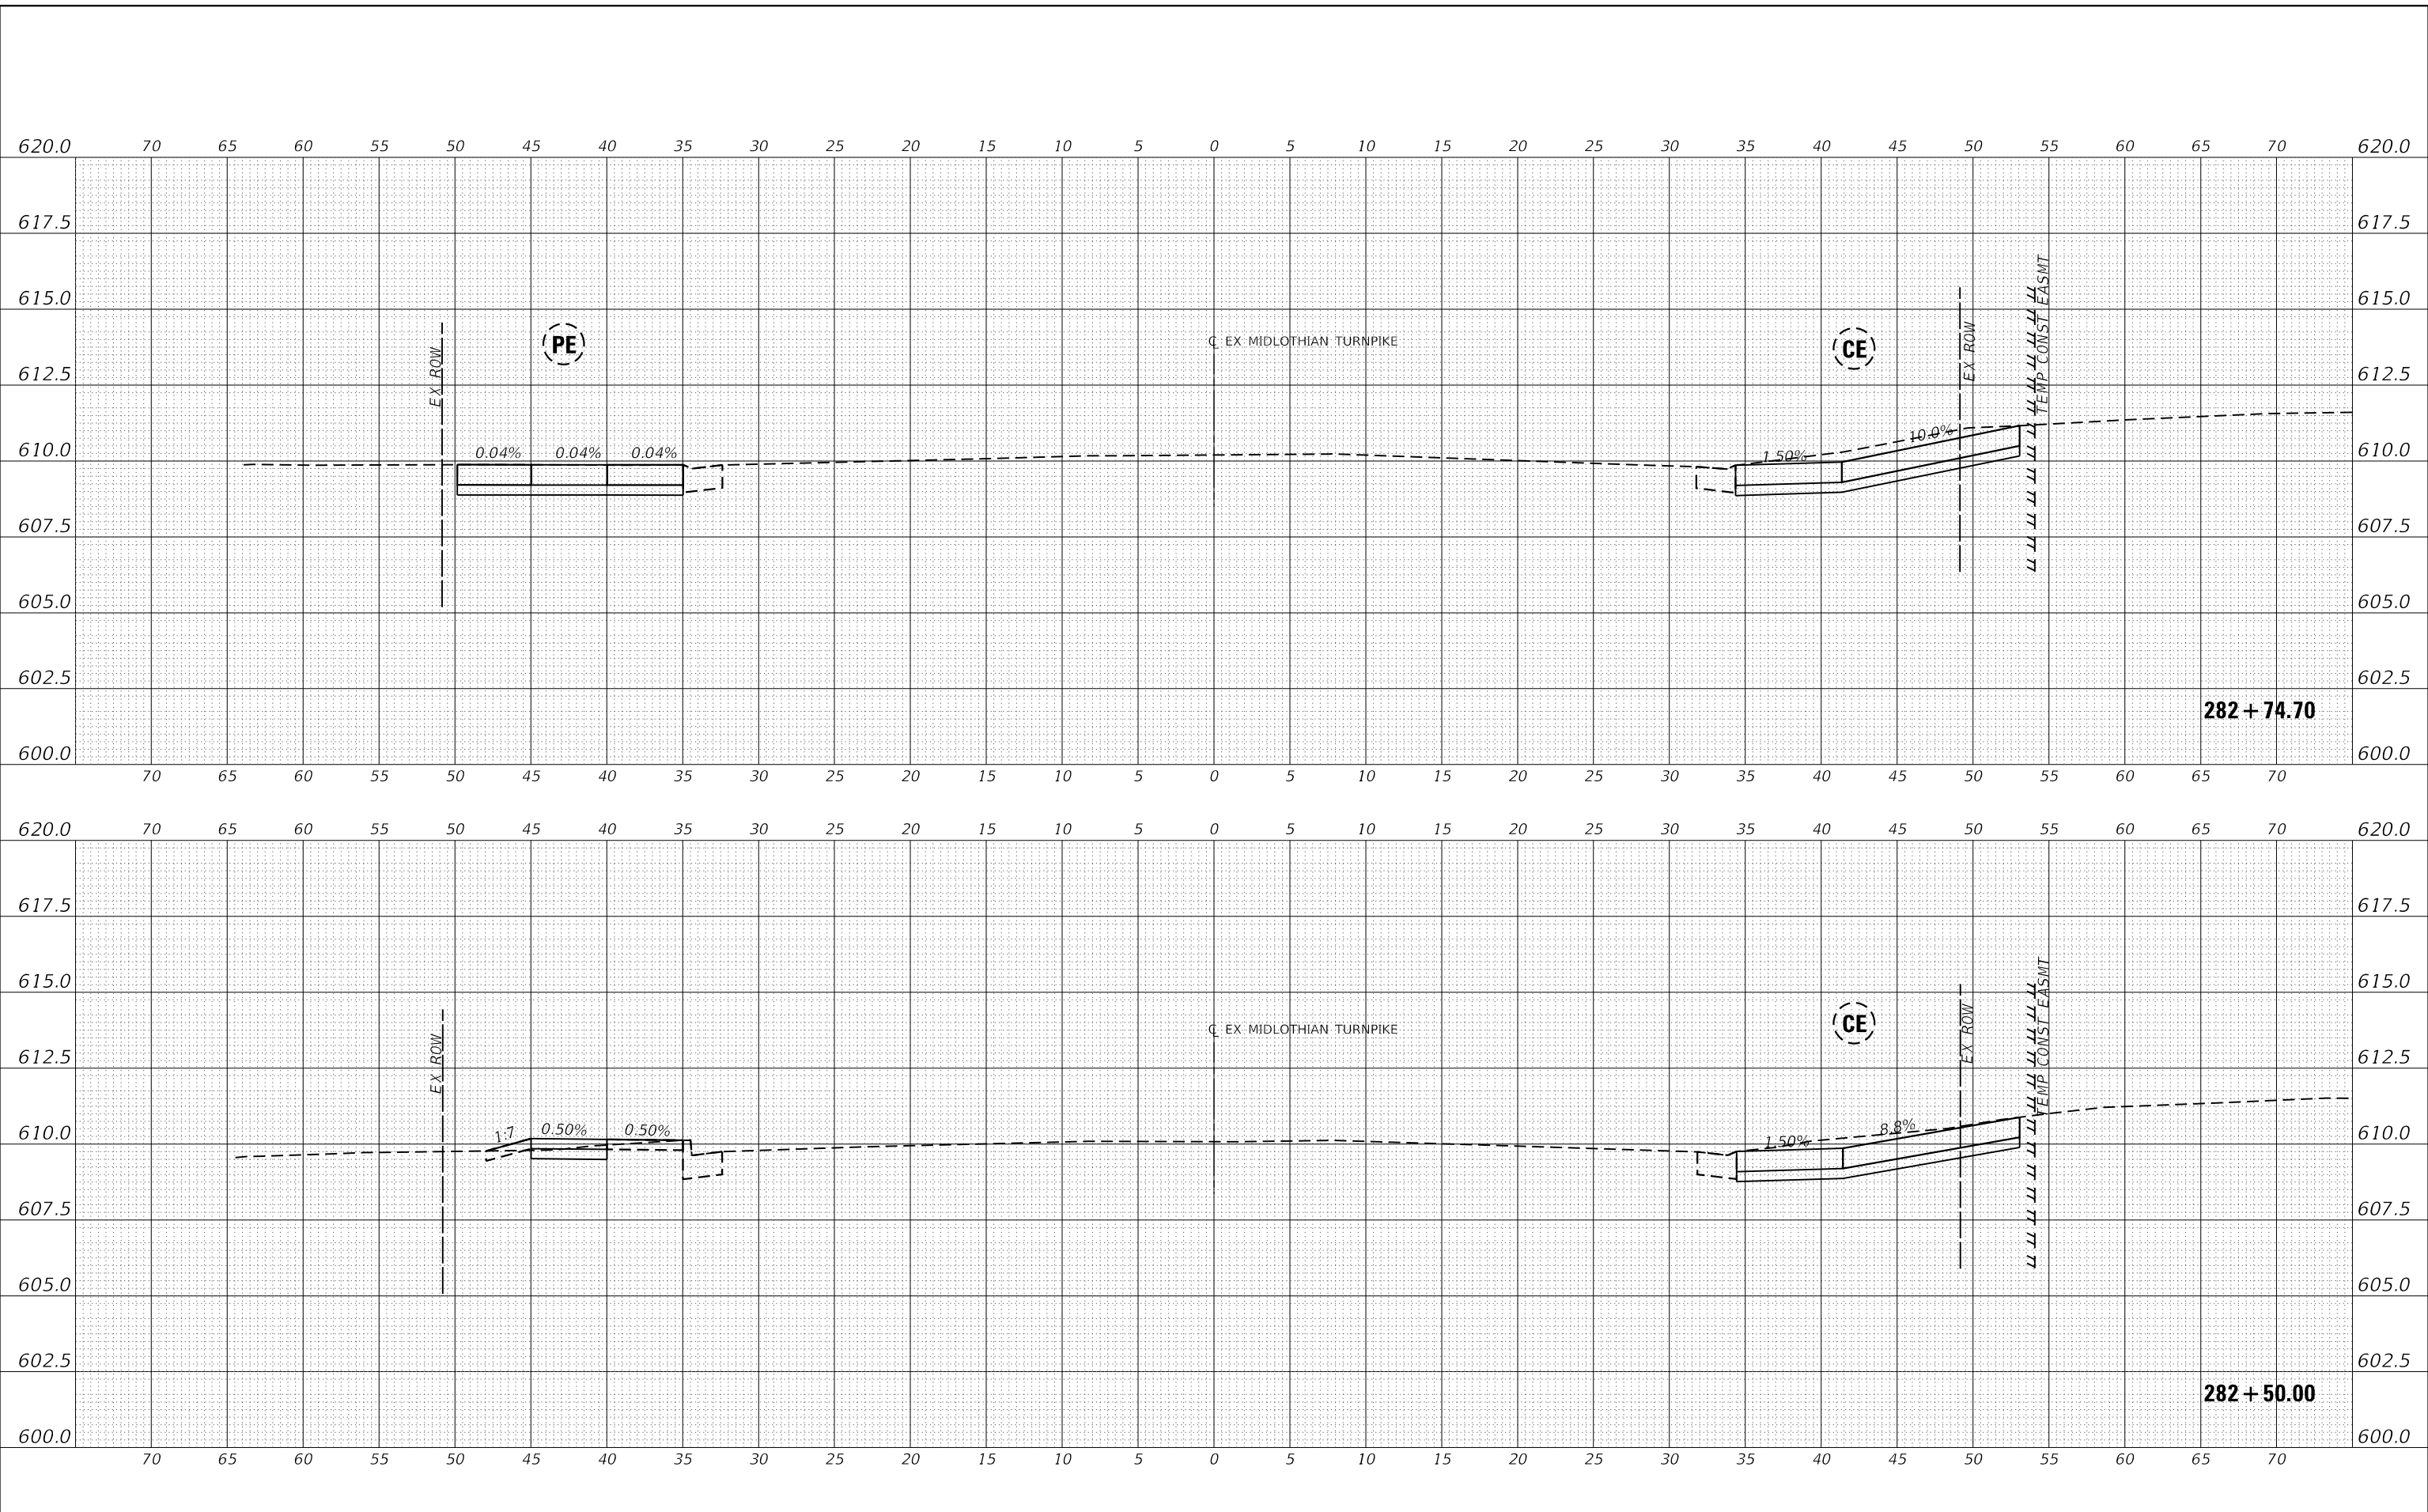 620.0 70 65 60 55 50 45 40 35 30 25 20 15 10 5 0 5 10 15 20 25 30 35 40 45 50 55 60 65 70 620.0
617.5 617.5
615.0 615.0
PE
℄ EX MIDLOTHIAN TURNPIKE
CE
EX ROW
EX ROW
TEMP CONST EASMT
612.5 612.5
610.0 0.04% 0.04% 0.04% 1.50% 10.0% 610.0
607.5 607.5
605.0 605.0
602.5 602.5
282+74.70
600.0 600.0
70 65 60 55 50 45 40 35 30 25 20 15 10 5 0 5 10 15 20 25 30 35 40 45 50 55 60 65 70
620.0 70 65 60 55 50 45 40 35 30 25 20 15 10 5 0 5 10 15 20 25 30 35 40 45 50 55 60 65 70 620.0
617.5 617.5
615.0 615.0
℄ EX MIDLOTHIAN TURNPIKE
CE
EX ROW
EX ROW
TEMP CONST EASMT
612.5 612.5
610.0 1:7 0.50% 0.50% 1.50% 8.8% 610.0
607.5 607.5
605.0 605.0
602.5 602.5
282+50.00
600.0 600.0
70 65 60 55 50 45 40 35 30 25 20 15 10 5 0 5 10 15 20 25 30 35 40 45 50 55 60 65 70